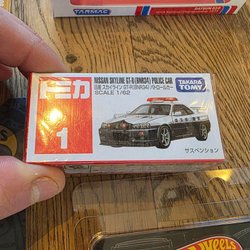 TARMAC
トミカ
1
NISSAN SKYLINE GT-R (BNR34) POLICE CAR
日産 スカイライン GT-R (BNR34) パトロールカー
SCALE 1/62
TAKARA
TOMY
サスペンション